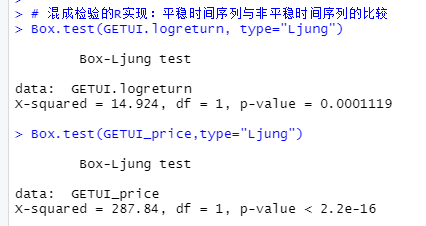 >
> # 混成检验的R实现：平稳时间序列与非平稳时间序列的比较
> Box.test(GETUI.logreturn, type="Ljung")
Box-Ljung test
data:  GETUI.logreturn
X-squared = 14.924, df = 1, p-value = 0.0001119
> Box.test(GETUI_price,type="Ljung")
Box-Ljung test
data:  GETUI_price
X-squared = 287.84, df = 1, p-value < 2.2e-16